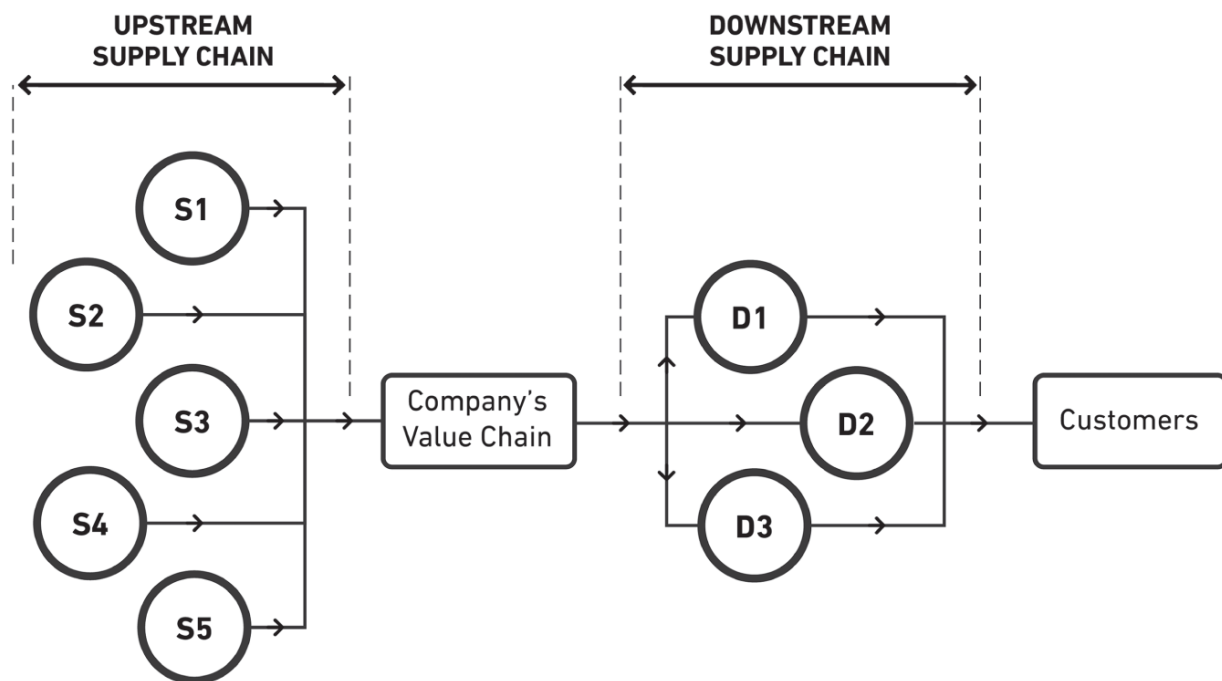 UPSTREAM
SUPPLY CHAIN
DOWNSTREAM
SUPPLY CHAIN
S1
S2
S3
S4
S5
Company’s
Value Chain
D1
D2
D3
Customers